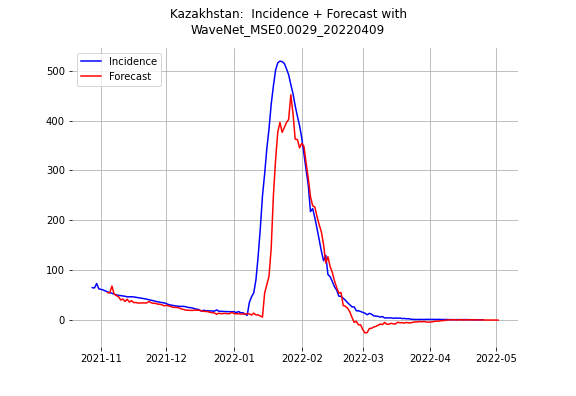 Kazakhstan:  Incidence + Forecast with
WaveNet_MSE0.0029_20220409
Incidence
Forecast
500
400
300
200
100
0
2021-11 2021-12 2022-01 2022-02 2022-03 2022-04 2022-05